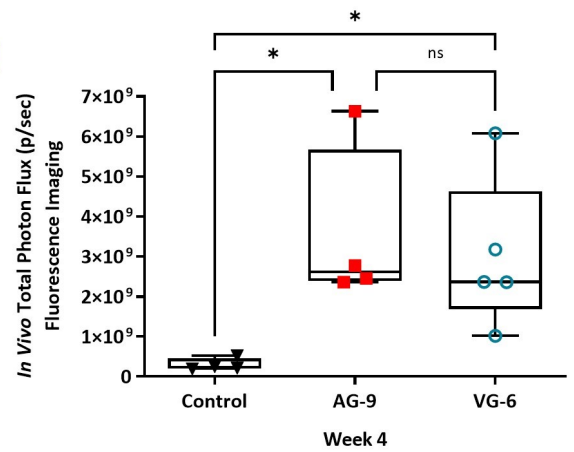 *
*
ns
In Vivo Total Photon Flux (p/sec)
Fluorescence Imaging
7×10⁹
6×10⁹
5×10⁹
4×10⁹
3×10⁹
2×10⁹
1×10⁹
0
Control AG-9 VG-6
Week 4